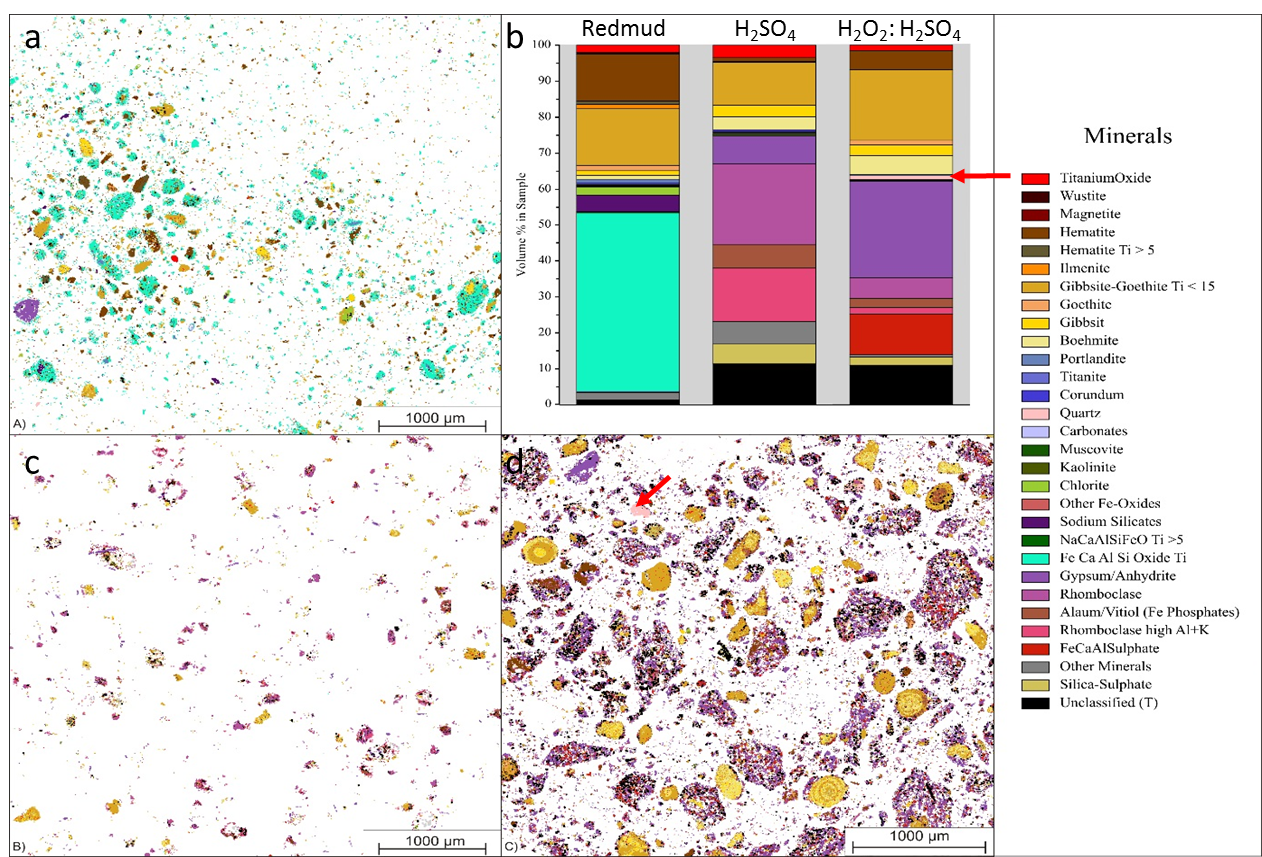 a
1000 µm
A)
b
Redmud
H₂SO₄
H₂O₂: H₂SO₄
100
90
80
70
60
50
40
30
20
10
0
Volume % in Sample
c
1000 µm
B)
d
1000 µm
C)
Minerals
TitaniumOxide
Wustite
Magnetite
Hematite
Hematite Ti > 5
Ilmenite
Gibbsite-Goethite Ti < 15
Goethite
Gibbsit
Boehmite
Portlandite
Titanite
Corundum
Quartz
Carbonates
Muscovite
Kaolinite
Chlorite
Other Fe-Oxides
Sodium Silicates
NaCaAlSiFeO Ti >5
Fe Ca Al Si Oxide Ti
Gypsum/Anhydrite
Rhomboclase
Alaum/Vitiol (Fe Phosphates)
Rhomboclase high Al+K
FeCaAlSulphate
Other Minerals
Silica-Sulphate
Unclassified (T)